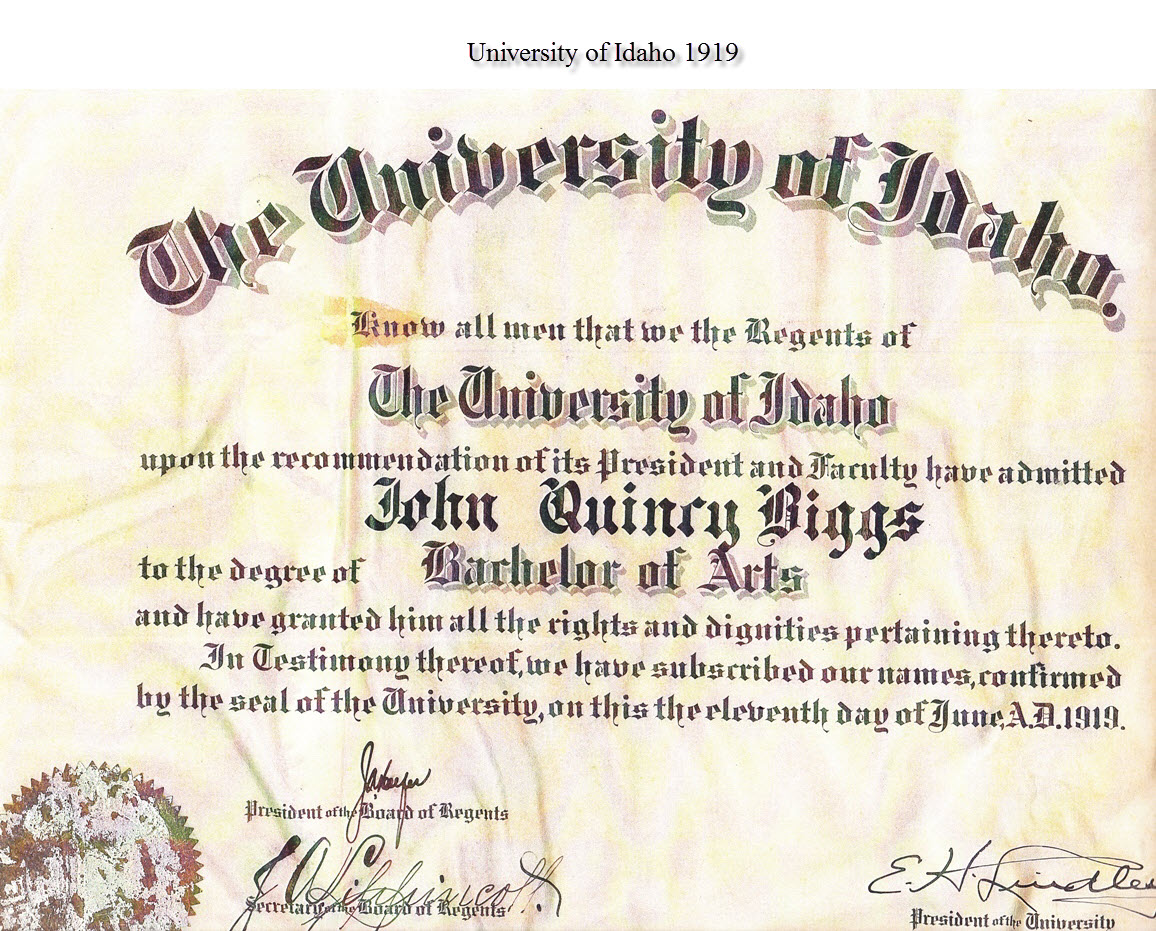 University of Idaho 1919
The University of Idaho.
Know all men that we the Regents of
The University of Idaho
upon the recommendation of its President and Faculty have admitted
John Quincy Biggs
to the degree of Bachelor of Arts
and have granted him all the rights and dignities pertaining thereto.
In Testimony thereof, we have subscribed our names, confirmed
by the seal of the University, on this the eleventh day of June, A.D. 1919.
President of the Board of Regents
J. A. Lippincott
Secretary of the Board of Regents
E. H. Lindley
President of the University